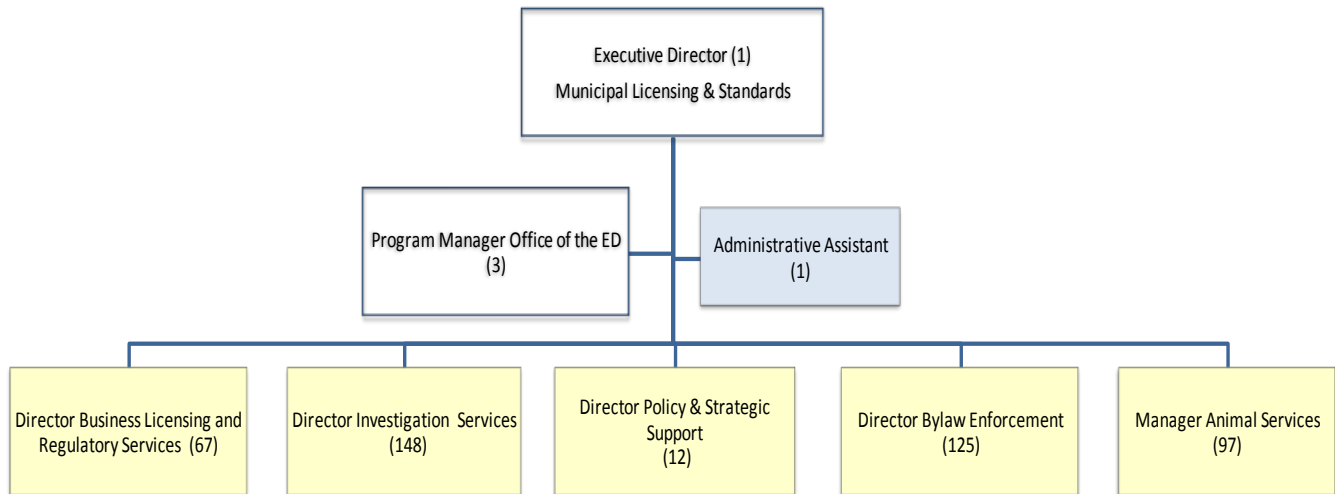 Executive Director (1)
Municipal Licensing & Standards
Program Manager Office of the ED
(3)
Administrative Assistant
(1)
Director Business Licensing and
Regulatory Services (67)
Director Investigation Services
(148)
Director Policy & Strategic
Support
(12)
Director Bylaw Enforcement
(125)
Manager Animal Services
(97)